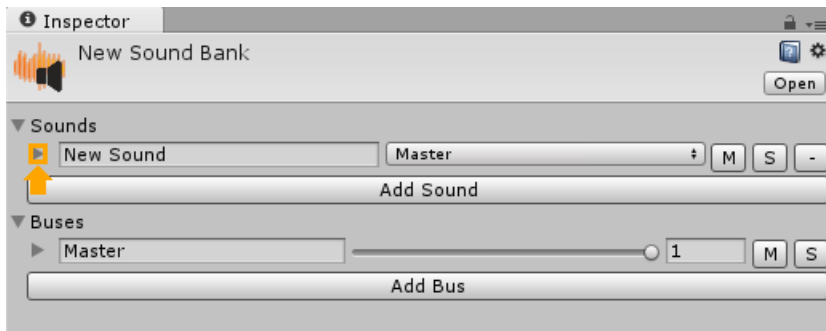 Inspector
New Sound Bank
Open
Sounds
New Sound Master M S -
Add Sound
Buses
Master 1 M S
Add Bus